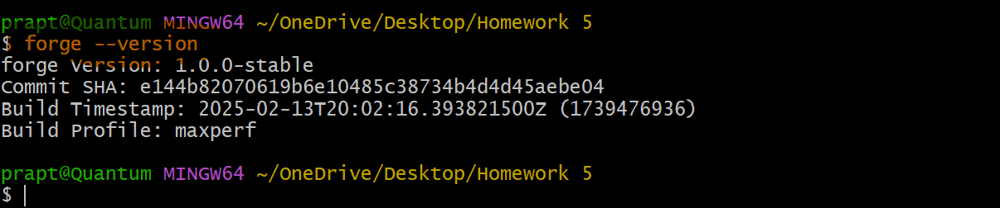 prapt@Quantum MINGW64 ~/OneDrive/Desktop/Homework 5
$ forge --version
forge Version: 1.0.0-stable
Commit SHA: e144b82070619b6e10485c38734b4d4d45aebe04
Build Timestamp: 2025-02-13T20:02:16.393821500Z (1739476936)
Build Profile: maxperf
prapt@Quantum MINGW64 ~/OneDrive/Desktop/Homework 5
$